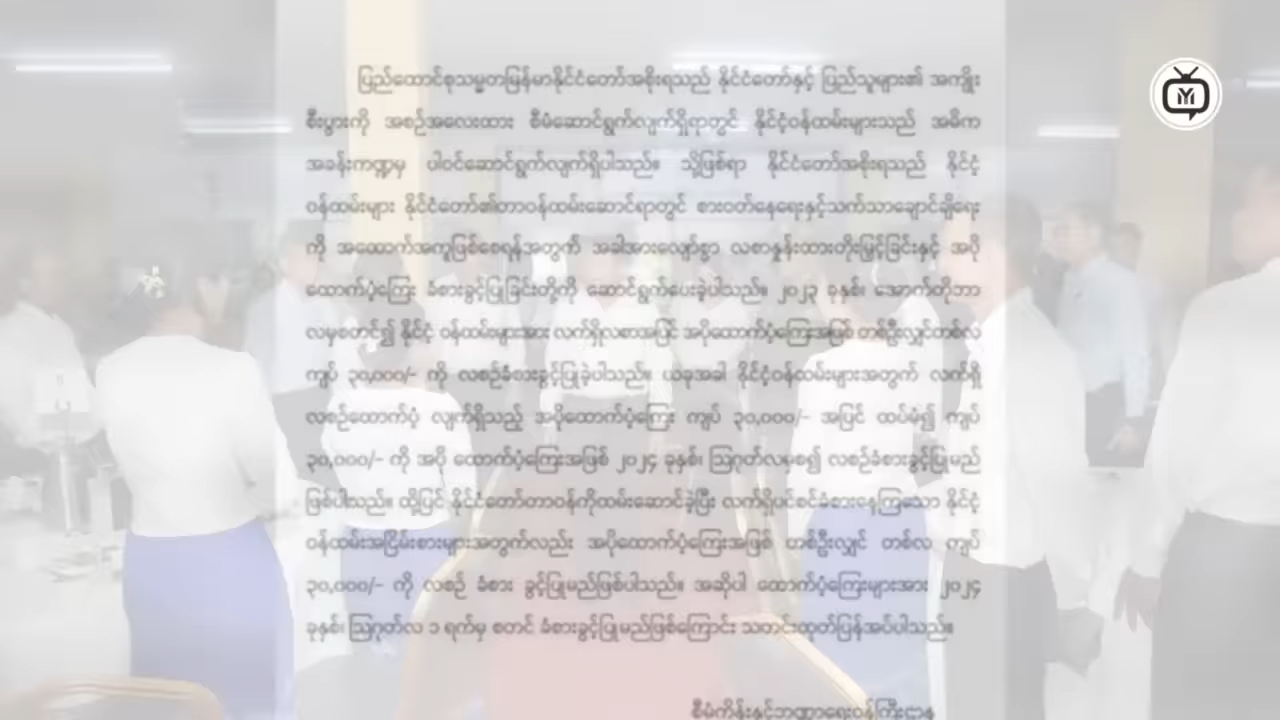 ပြည်ထောင်စုသမ္မတမြန်မာနိုင်ငံတော်အစိုးရသည် နိုင်ငံတော်နှင့် ပြည်သူများ၏ အကျိုး
စီးပွားကို အစဉ်အလေးထား စီမံဆောင်ရွက်လျက်ရှိရာတွင် နိုင်ငံ့ဝန်ထမ်းများသည် အဓိက
အခန်းကဏ္ဍမှ ပါဝင်ဆောင်ရွက်လျက်ရှိပါသည်။ သို့ဖြစ်ရာ နိုင်ငံတော်အစိုးရသည် နိုင်ငံ့
ဝန်ထမ်းများ နိုင်ငံတော်၏တာဝန်ထမ်းဆောင်ရာတွင် စားဝတ်နေရေးနှင့်သက်သာချောင်ချိရေး
ကို အထောက်အကူဖြစ်စေရန်အတွက် အခါအားလျော်စွာ လစာနှုန်းထားတိုးမြှင့်ခြင်းနှင့် အပို
ထောက်ပံ့ကြေး ခံစားခွင့်ပြုခြင်းတို့ကို ဆောင်ရွက်ပေးခဲ့ပါသည်။ ၂၀၂၃ ခုနှစ်၊ အောက်တိုဘာ
လမှစတင်၍ နိုင်ငံ့ ဝန်ထမ်းများအား လက်ရှိလစာအပြင် အပိုထောက်ပံ့ကြေးအဖြစ် တစ်ဦးလျှင်တစ်လ
ကျပ် ၃၀,၀၀၀/- ကို လစဉ်ခံစားခွင့်ပြုခဲ့ပါသည်။ ယခုအခါ နိုင်ငံ့ဝန်ထမ်းများအတွက် လက်ရှိ
လစဉ်ထောက်ပံ့ လျက်ရှိသည့် အပိုထောက်ပံ့ကြေး ကျပ် ၃၀,၀၀၀/- အပြင် ထပ်မံ၍ ကျပ်
၃၀,၀၀၀/- ကို အပို ထောက်ပံ့ကြေးအဖြစ် ၂၀၂၄ ခုနှစ်၊ ဩဂုတ်လမှစ၍ လစဉ်ခံစားခွင့်ပြုမည်
ဖြစ်ပါသည်။ ထို့ပြင် နိုင်ငံတော်တာဝန်ကိုထမ်းဆောင်ခဲ့ပြီး လက်ရှိပင်စင်ခံစားနေကြသော နိုင်ငံ့
ဝန်ထမ်းအငြိမ်းစားများအတွက်လည်း အပိုထောက်ပံ့ကြေးအဖြစ် တစ်ဦးလျှင် တစ်လ ကျပ်
၃၀,၀၀၀/- ကို လစဉ် ခံစား ခွင့်ပြုမည်ဖြစ်ပါသည်။ အဆိုပါ ထောက်ပံ့ကြေးများအား ၂၀၂၄
ခုနှစ်၊ ဩဂုတ်လ ၁ ရက်မှ စတင် ခံစားခွင့်ပြုမည်ဖြစ်ကြောင်း သတင်းထုတ်ပြန်အပ်ပါသည်။
စီမံကိန်းနှင့်ဘဏ္ဍာရေးဝန်ကြီးဌာန